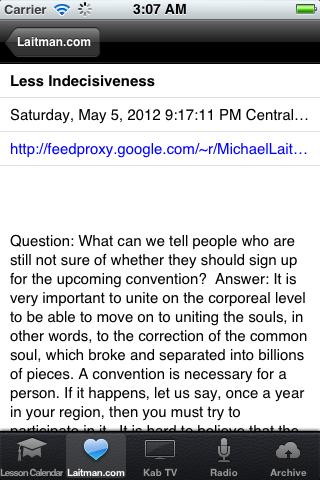 Carrier 3:07 AM
Laitman.com
Less Indecisiveness
Saturday, May 5, 2012 9:17:11 PM Central...
http://feedproxy.google.com/~r/MichaelLait...
Question: What can we tell people who are
still not sure of whether they should sign up
for the upcoming convention?  Answer: It is
very important to unite on the corporeal level
to be able to move on to uniting the souls, in
other words, to the correction of the common
soul, which broke and separated into billions
of pieces. A convention is necessary for a
person. If it happens, let us say, once a year
in your region, then you must try to
participate in it.  It is hard to believe that the
Lesson Calendar Laitman.com Kab TV Radio Archive